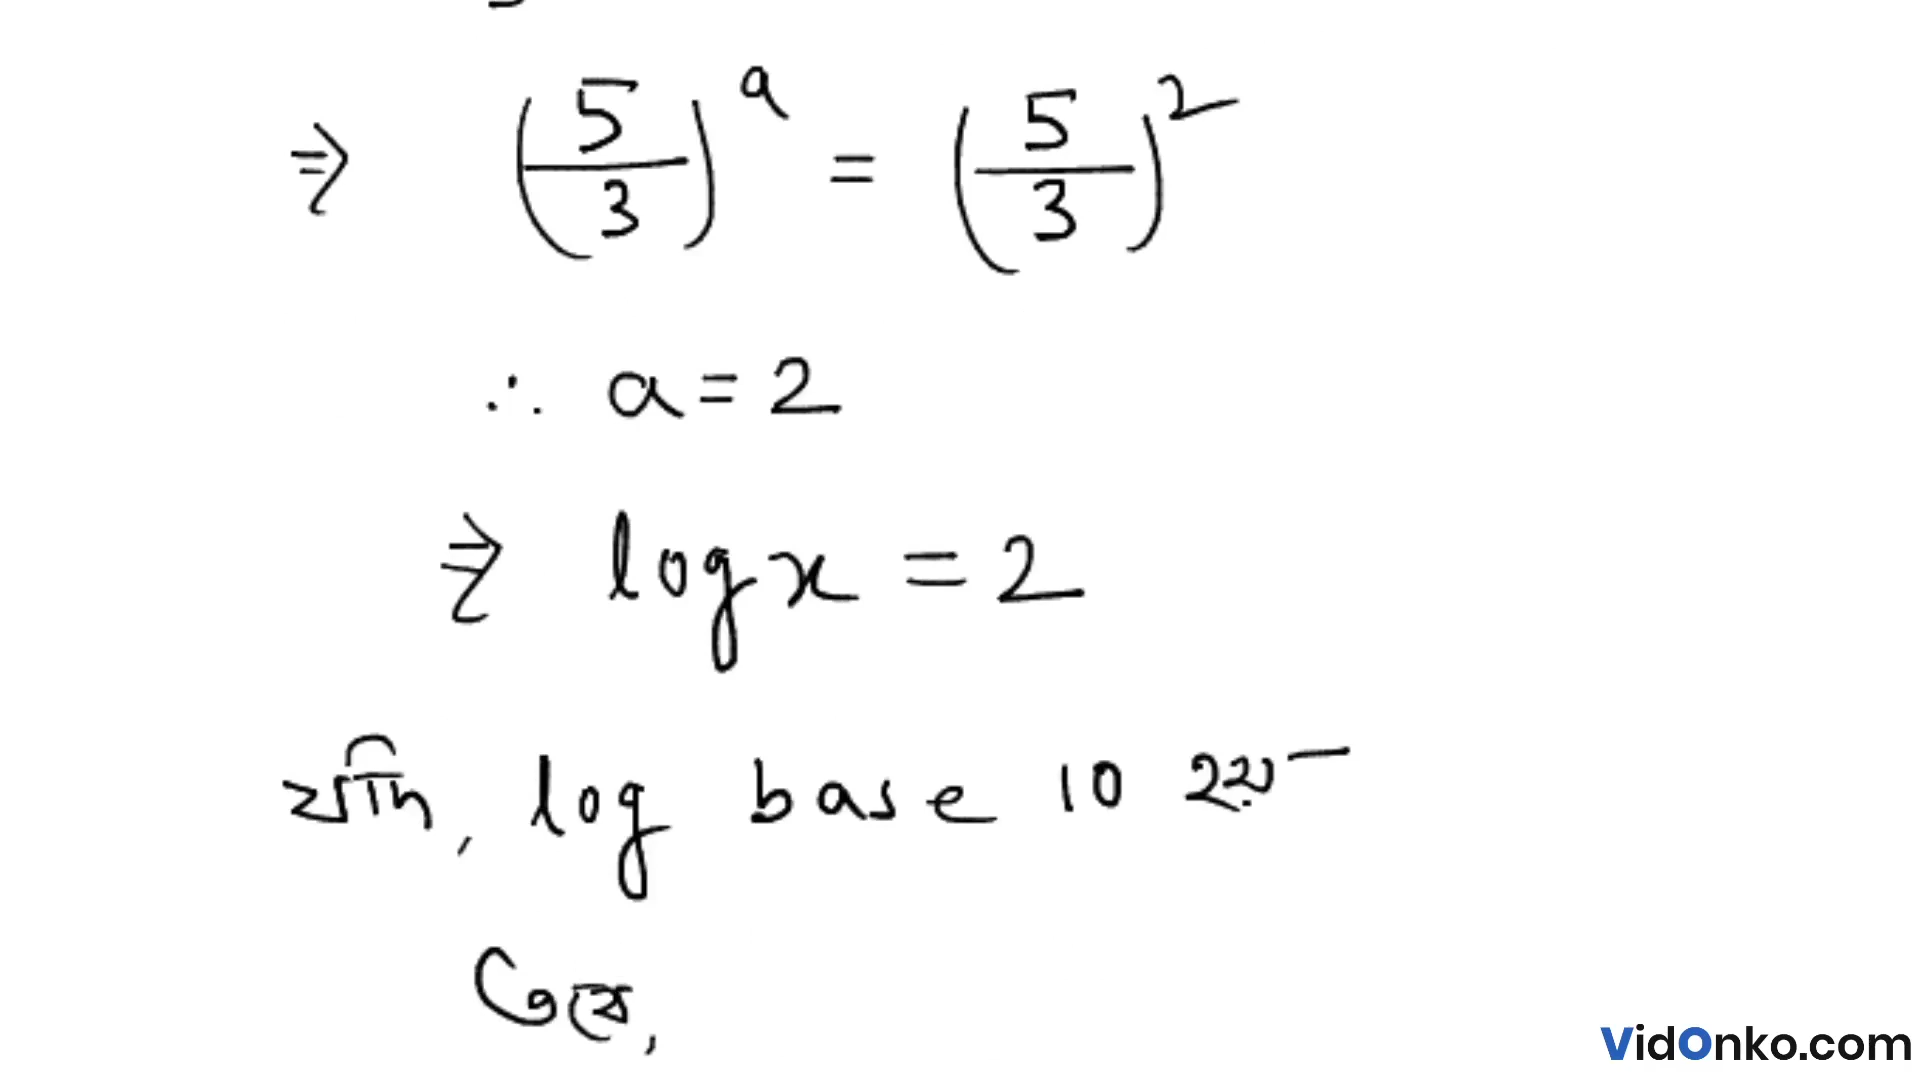 ⇒ (5/3)^a = (5/3)^2
∴ a = 2
⇒ log x = 2
যদি, log base 10 হয়—
তবে,
VidOnko.com